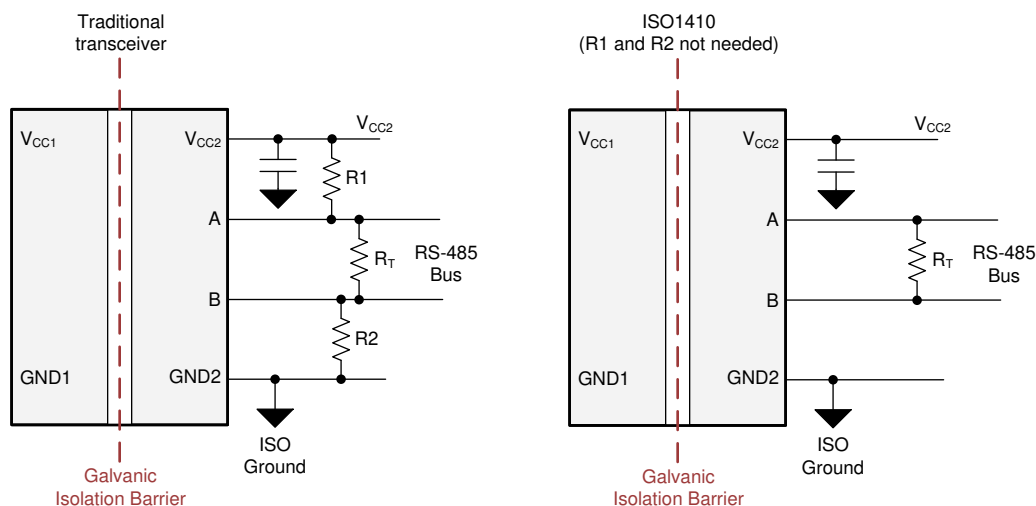 Traditional
transceiver
VCC1
VCC2
VCC2
R1
A
RT
RS-485
Bus
B
R2
GND1
GND2
ISO
Ground
Galvanic
Isolation Barrier
ISO1410
(R1 and R2 not needed)
VCC1
VCC2
VCC2
A
RT
RS-485
Bus
B
GND1
GND2
ISO
Ground
Galvanic
Isolation Barrier